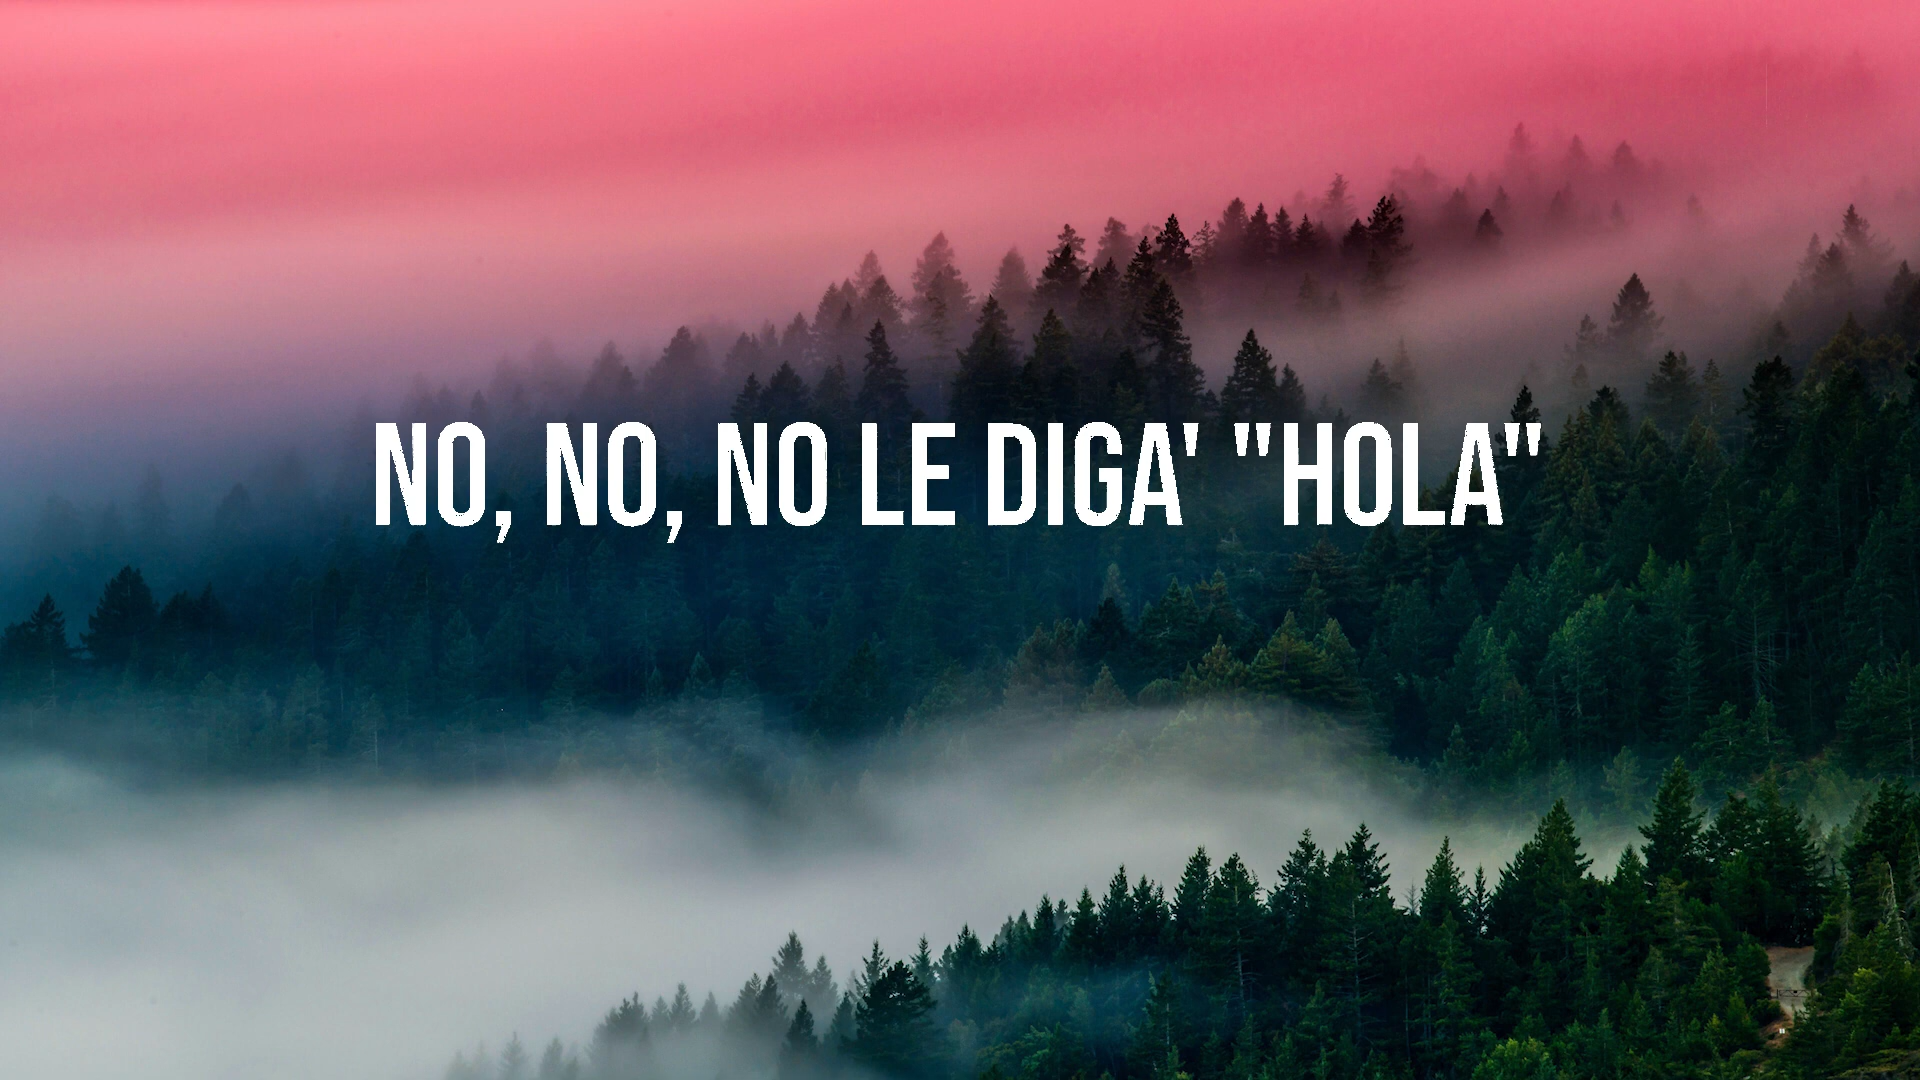 NO, NO, NO LE DIGA' "HOLA"